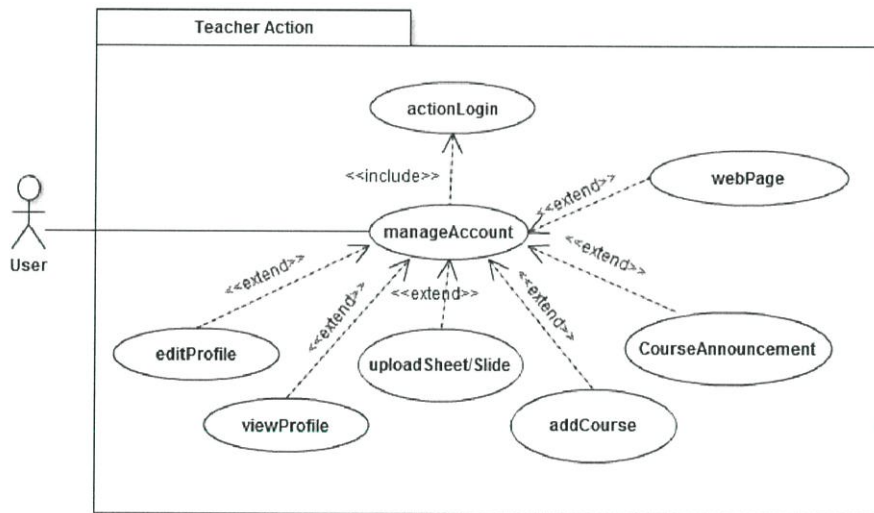 Teacher Action
actionLogin
<<include>>
webPage
<<extend>>
manageAccount
User
<<extend>>
<<extend>>
<<extend>>
<<extend>>
<<extend>>
editProfile
uploadSheet/Slide
CourseAnnouncement
viewProfile
addCourse